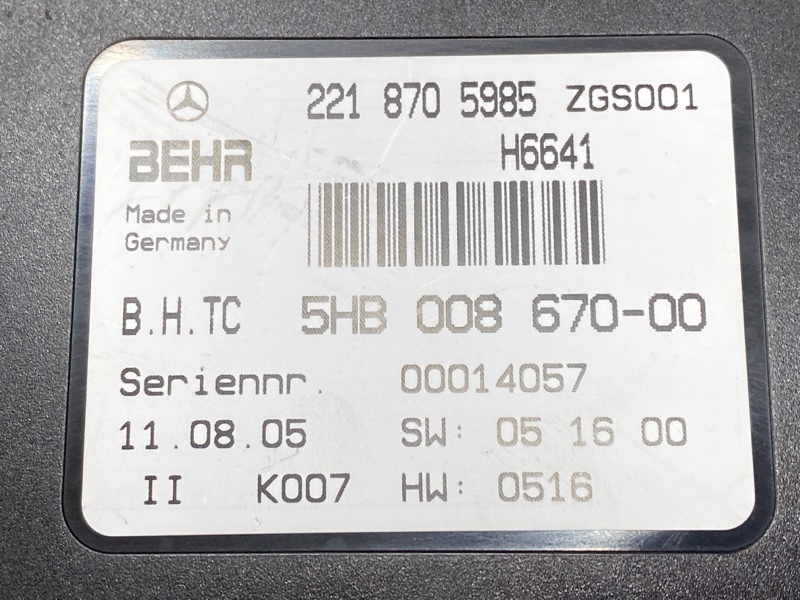 221 870 5985 ZGS001
BEHR H6641
Made in
Germany
B.H.TC 5HB 008 670-00
Seriennr. 00014057
11.08.05 SW: 05 16 00
II K007 HW: 0516